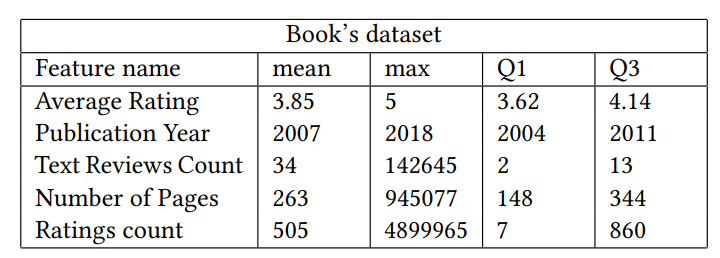 Book's dataset
Feature name mean max Q1 Q3
Average Rating 3.85 5 3.62 4.14
Publication Year 2007 2018 2004 2011
Text Reviews Count 34 142645 2 13
Number of Pages 263 945077 148 344
Ratings count 505 4899965 7 860